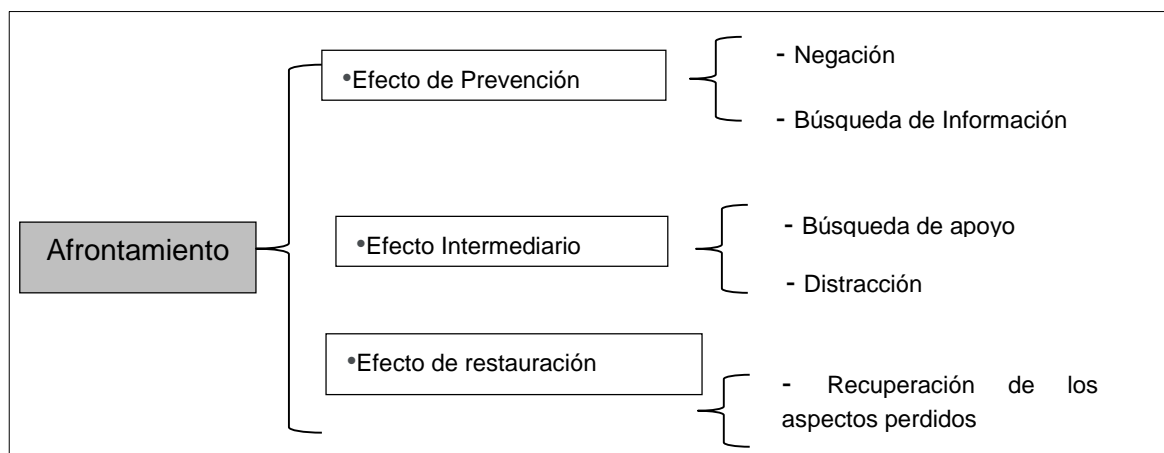 Afrontamiento
•Efecto de Prevención
- Negación
- Búsqueda de Información
•Efecto Intermediario
- Búsqueda de apoyo
- Distracción
•Efecto de restauración
- Recuperación de los
aspectos perdidos